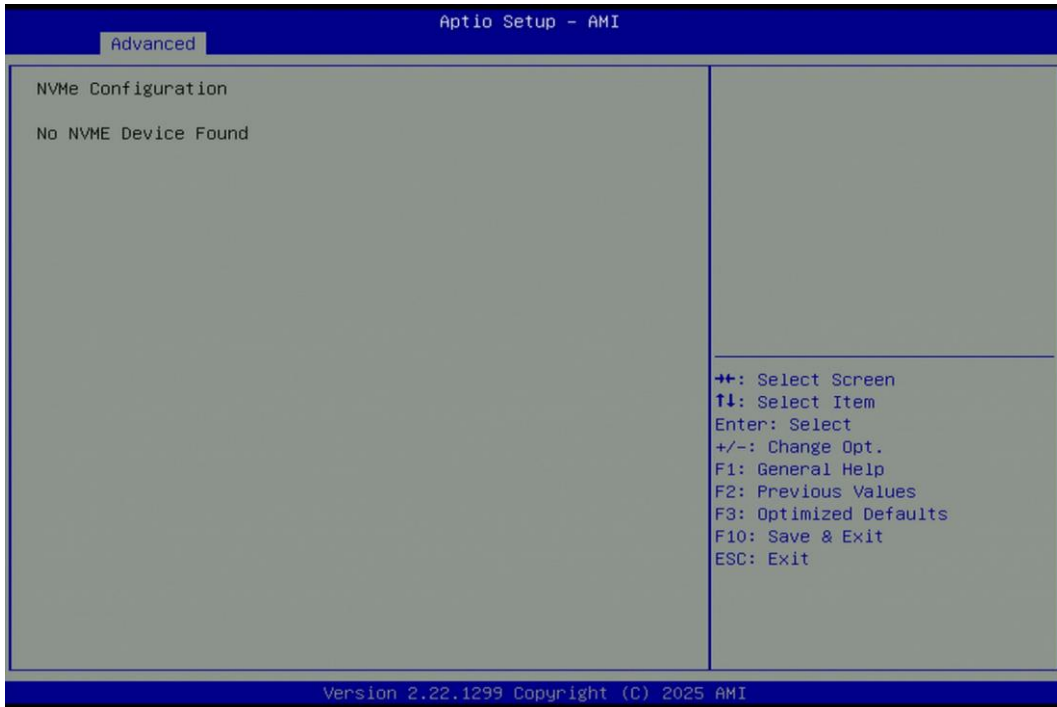 Aptio Setup - AMI
Advanced
NVMe Configuration
No NVME Device Found
→←: Select Screen
↑↓: Select Item
Enter: Select
+/-: Change Opt.
F1: General Help
F2: Previous Values
F3: Optimized Defaults
F10: Save & Exit
ESC: Exit
Version 2.22.1299 Copyright (C) 2025 AMI